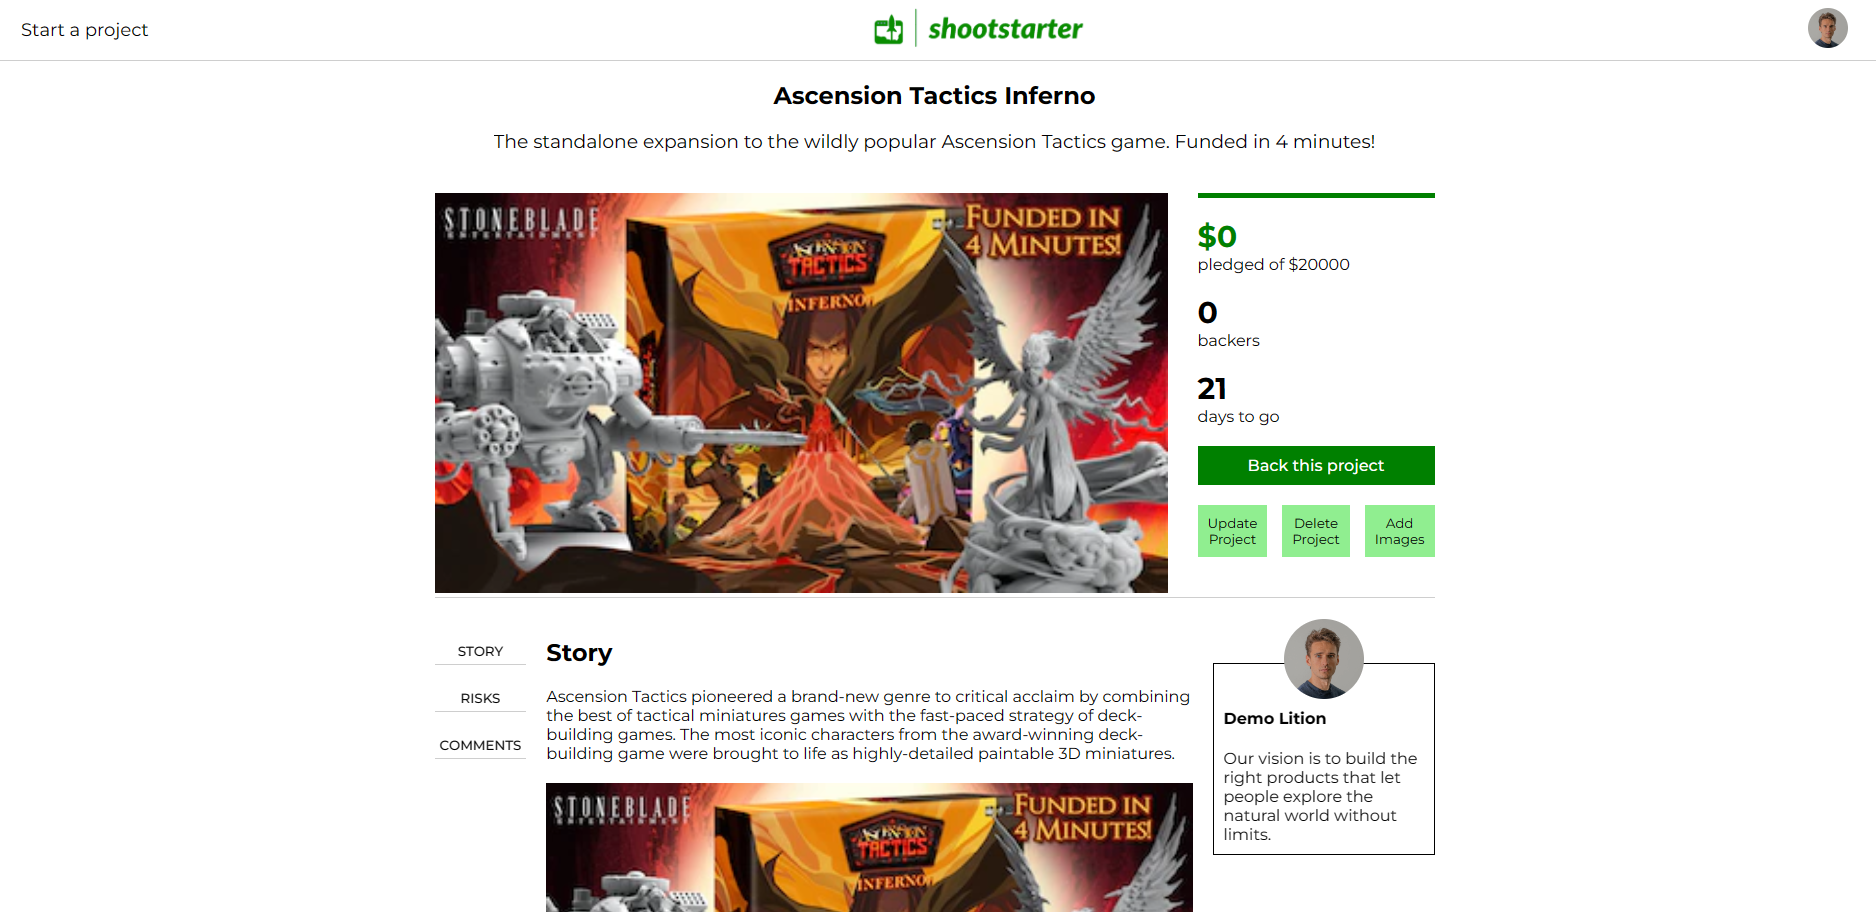 Start a project
shootstarter
Ascension Tactics Inferno
The standalone expansion to the wildly popular Ascension Tactics game. Funded in 4 minutes!
STONEBLADE
ENTERTAINMENT
FUNDED IN
4 MINUTES!
ASCENSION
TACTICS
INFERNO
$0
pledged of $20000
0
backers
21
days to go
Back this project
Update
Project
Delete
Project
Add
Images
STORY
RISKS
COMMENTS
Story
Ascension Tactics pioneered a brand-new genre to critical acclaim by combining
the best of tactical miniatures games with the fast-paced strategy of deck-
building games. The most iconic characters from the award-winning deck-
building game were brought to life as highly-detailed paintable 3D miniatures.
STONEBLADE
ENTERTAINMENT
FUNDED IN
4 MINUTES!
ASCENSION
TACTICS
INFERNO
Demo Lition
Our vision is to build the
right products that let
people explore the
natural world without
limits.